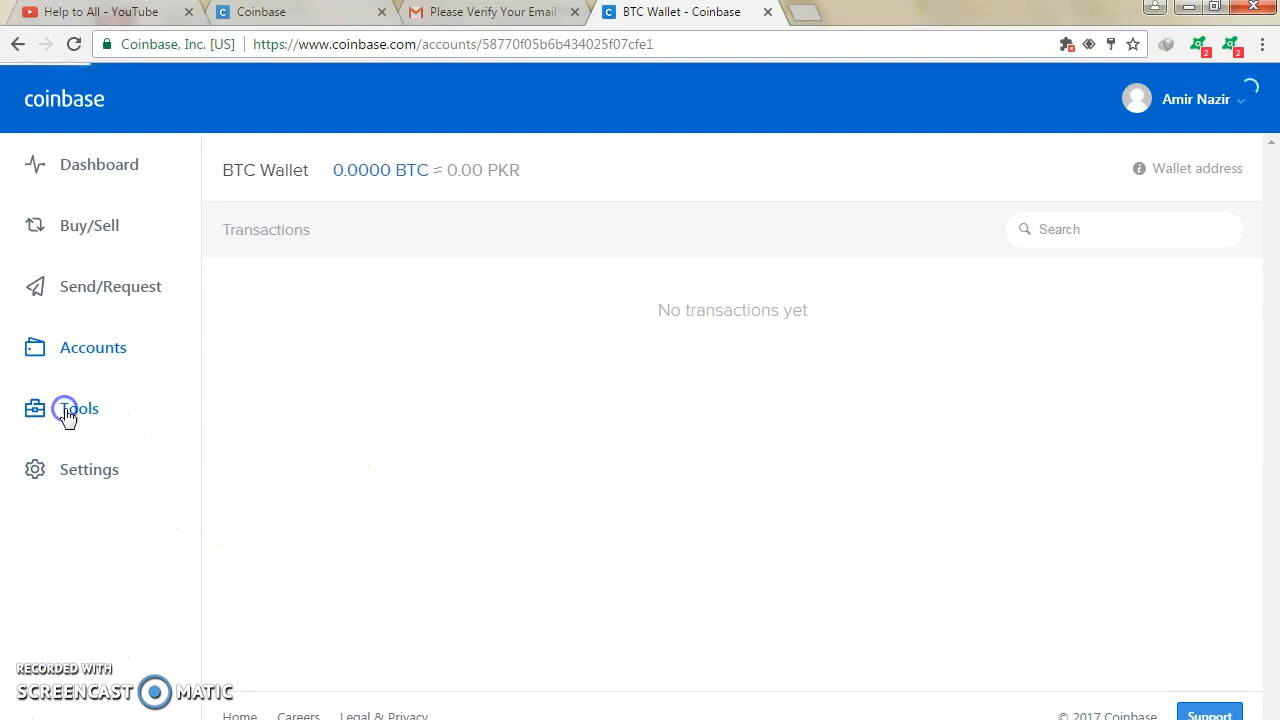 Help to All - YouTube
Coinbase
Please Verify Your Email
BTC Wallet - Coinbase
Coinbase, Inc. [US]
https://www.coinbase.com/accounts/58770f05b6b434025f07cfe1
2
2
coinbase
Amir Nazir
Dashboard
Buy/Sell
Send/Request
Accounts
Tools
Settings
BTC Wallet
0.0000 BTC = 0.00 PKR
Wallet address
Transactions
Search
No transactions yet
RECORDED WITH
SCREENCAST MATIC
Home
Careers
Legal & Privacy
© 2017 Coinbase
Support